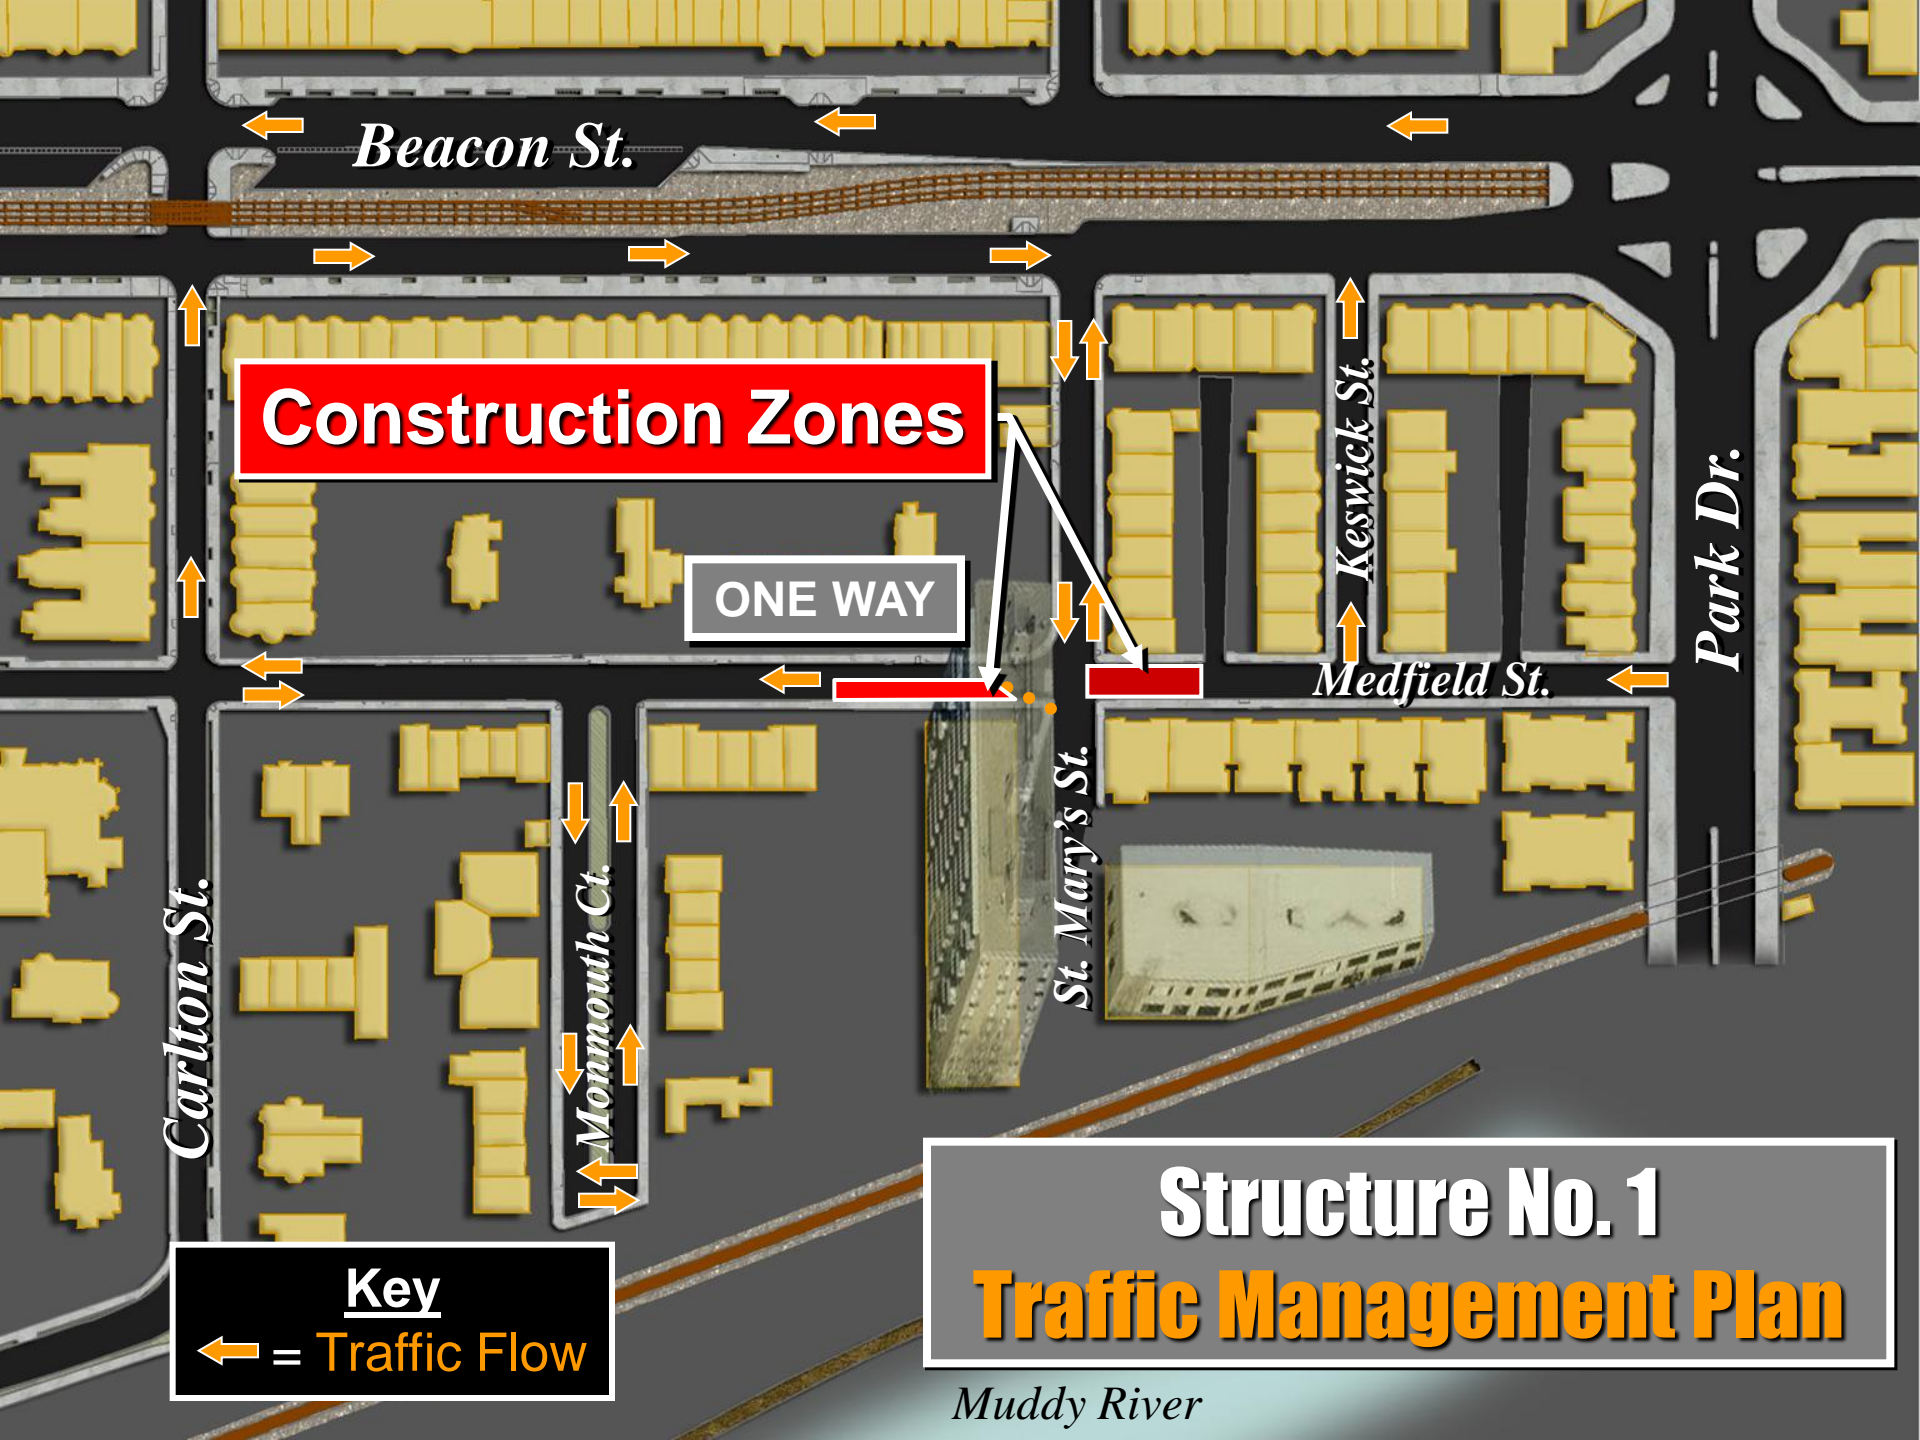 Beacon St.
Construction Zones
Keswick St.
Park Dr.
ONE WAY
Medfield St.
St. Mary's St.
Monmouth Ct.
Carlton St.
Structure No. 1
Traffic Management Plan
Key
= Traffic Flow
Muddy River